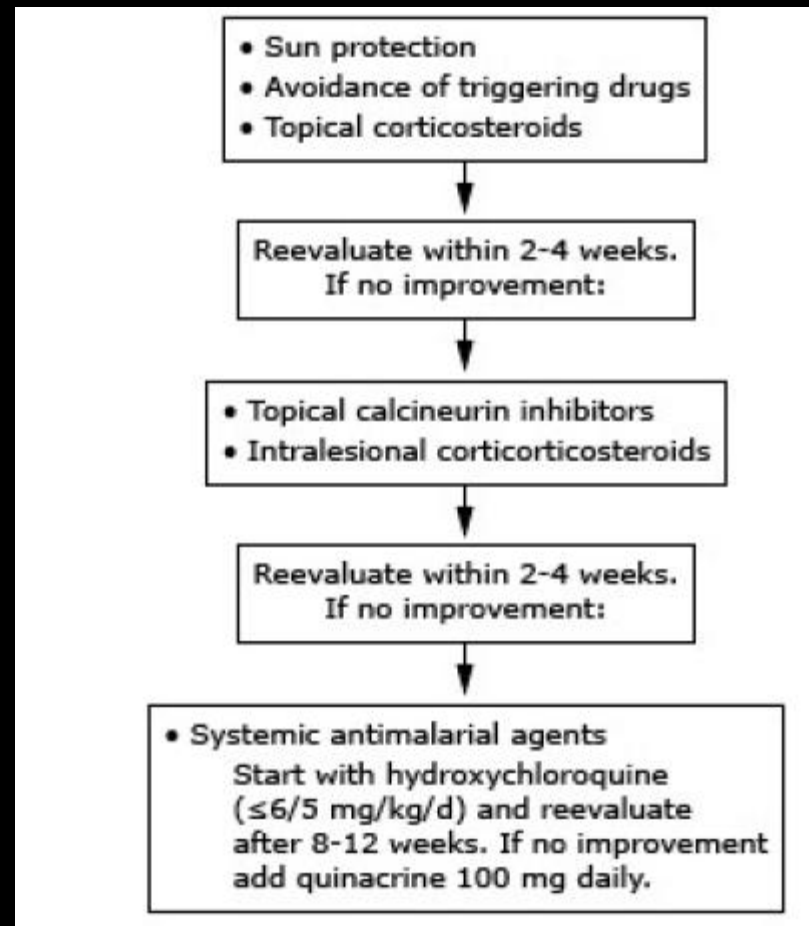 • Sun protection
• Avoidance of triggering drugs
• Topical corticosteroids
Reevaluate within 2-4 weeks.
If no improvement:
• Topical calcineurin inhibitors
• Intralesional corticorticosteroids
Reevaluate within 2-4 weeks.
If no improvement:
• Systemic antimalarial agents
Start with hydroxychloroquine
(≤6/5 mg/kg/d) and reevaluate
after 8-12 weeks. If no improvement
add quinacrine 100 mg daily.